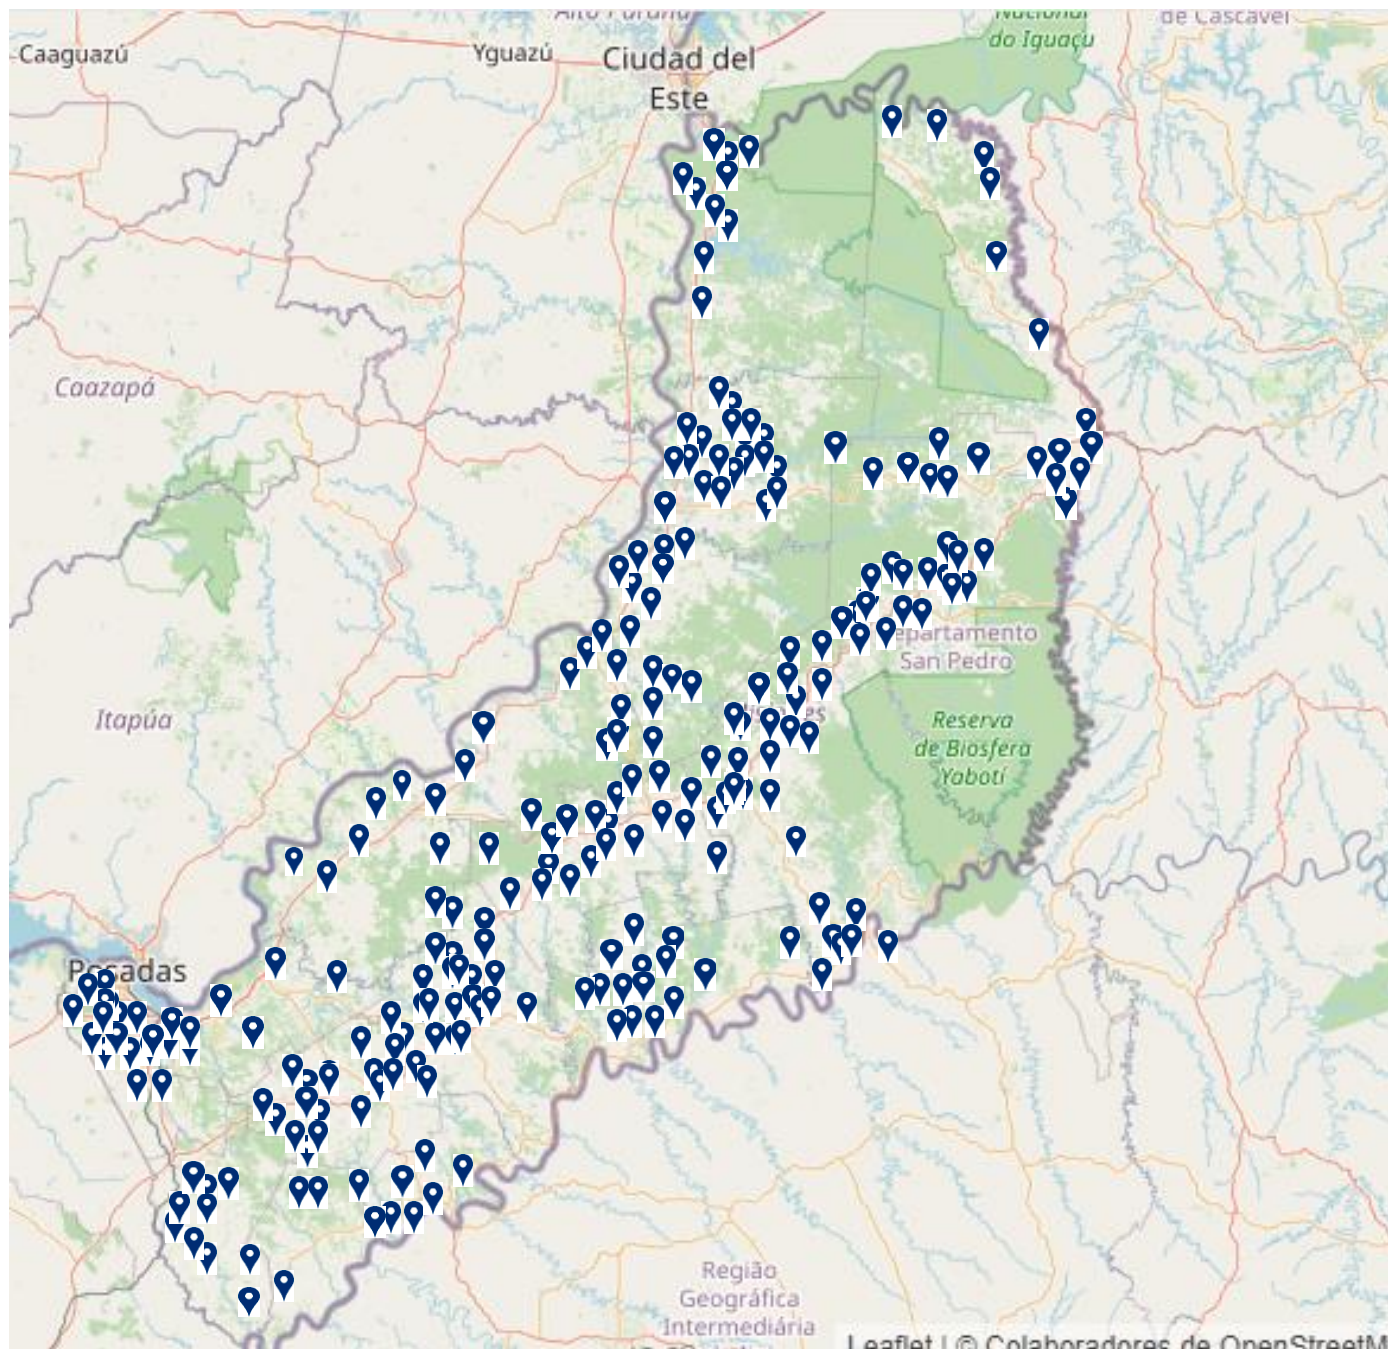 Alto Paraná
Nacional
do Iguaçu
de Cascavel
Caaguazú
Yguazú
Ciudad del
Este
Caazapá
Itapúa
Departamento
San Pedro
Misiones
Reserva
de Biosfera
Yabotí
Posadas
Região
Geográfica
Intermediária
Leaflet | © Colaboradores de OpenStreetM